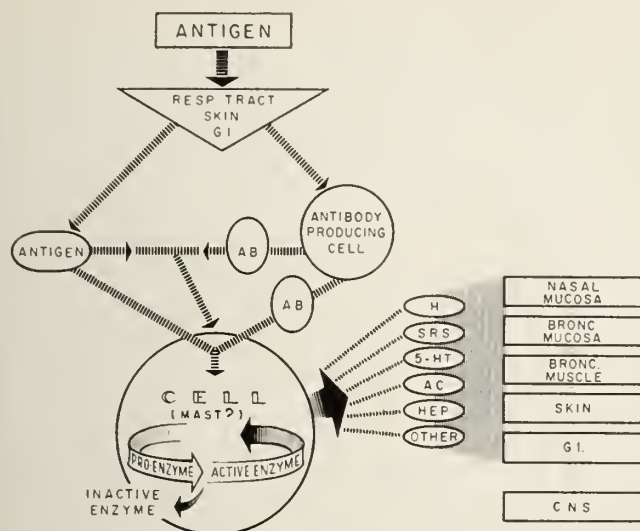 ANTIGEN
RESP TRACT
SKIN
GI
ANTIGEN
AB
ANTIBODY
PRODUCING
CELL
AB
CELL
(MAST?)
PRO-ENZYME
ACTIVE ENZYME
INACTIVE
ENZYME
H
SRS
5-HT
AC
HEP
OTHER
NASAL
MUCOSA
BRONC
MUCOSA
BRONC.
MUSCLE
SKIN
GI.
CNS